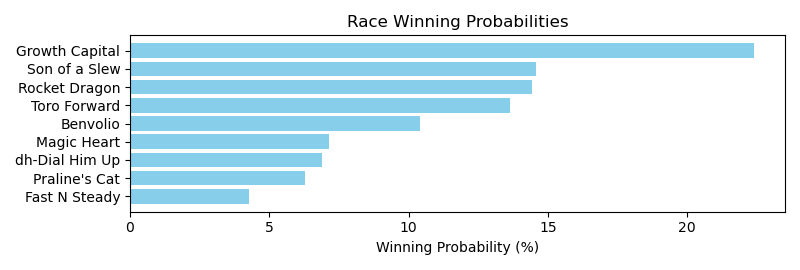 Race Winning Probabilities
Growth Capital
Son of a Slew
Rocket Dragon
Toro Forward
Benvolio
Magic Heart
dh-Dial Him Up
Praline's Cat
Fast N Steady
0 5 10 15 20
Winning Probability (%)